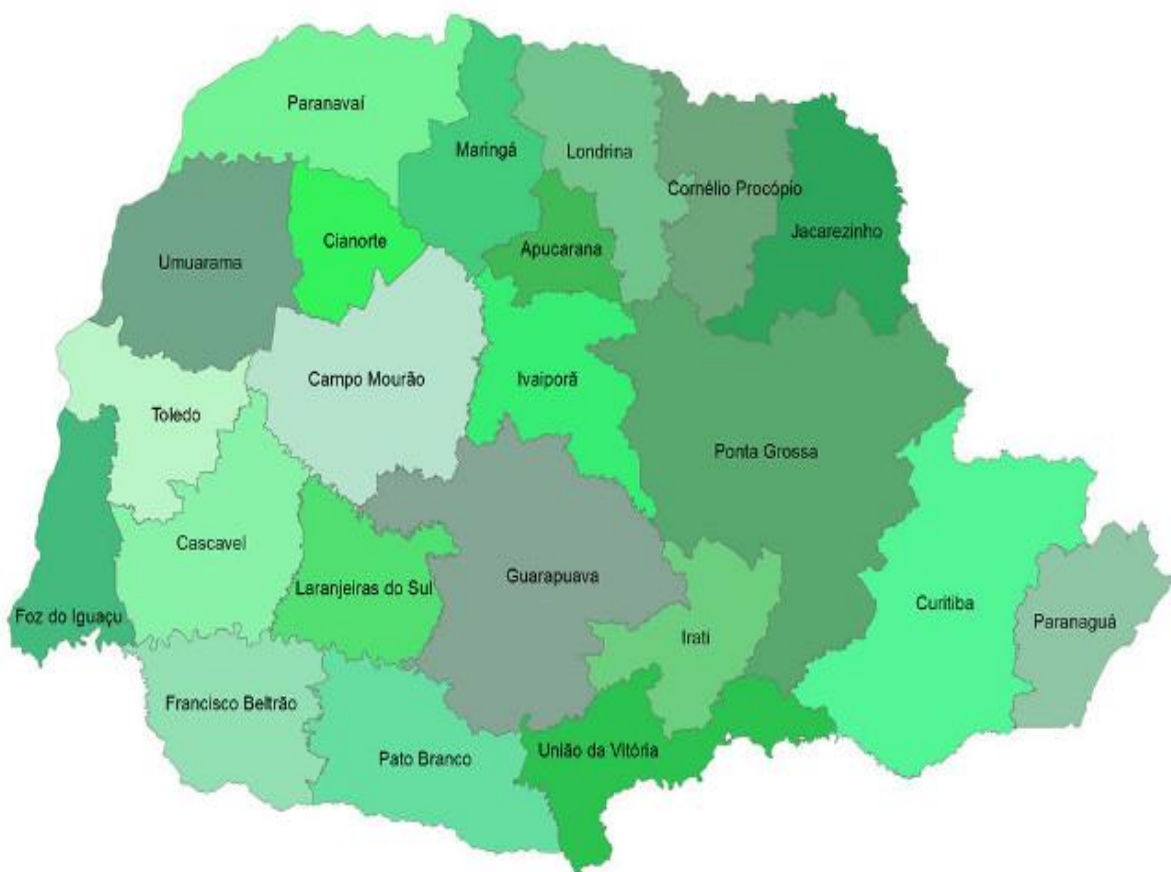 Paranavaí
Maringá
Londrina
Cornélio Procópio
Jacarezinho
Cianorte
Apucarana
Umuarama
Campo Mourão
Ivaiporã
Toledo
Ponta Grossa
Cascavel
Guarapuava
Laranjeiras do Sul
Foz do Iguaçu
Curitiba
Paranaguá
Irati
Francisco Beltrão
Pato Branco
União da Vitória